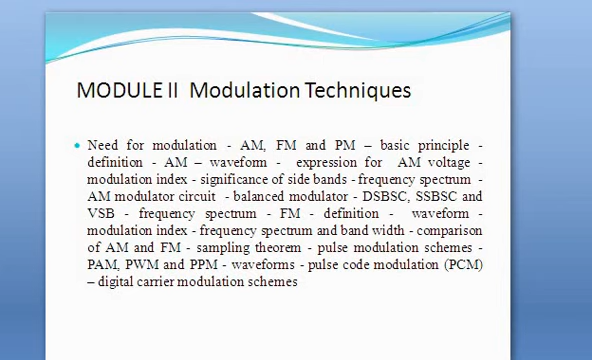 MODULE II Modulation Techniques
Need for modulation - AM, FM and PM – basic principle -
definition - AM – waveform - expression for AM voltage -
modulation index - significance of side bands - frequency spectrum -
AM modulator circuit - balanced modulator - DSBSC, SSBSC and
VSB - frequency spectrum - FM - definition - waveform -
modulation index - frequency spectrum and band width - comparison
of AM and FM - sampling theorem - pulse modulation schemes -
PAM, PWM and PPM - waveforms - pulse code modulation (PCM)
– digital carrier modulation schemes